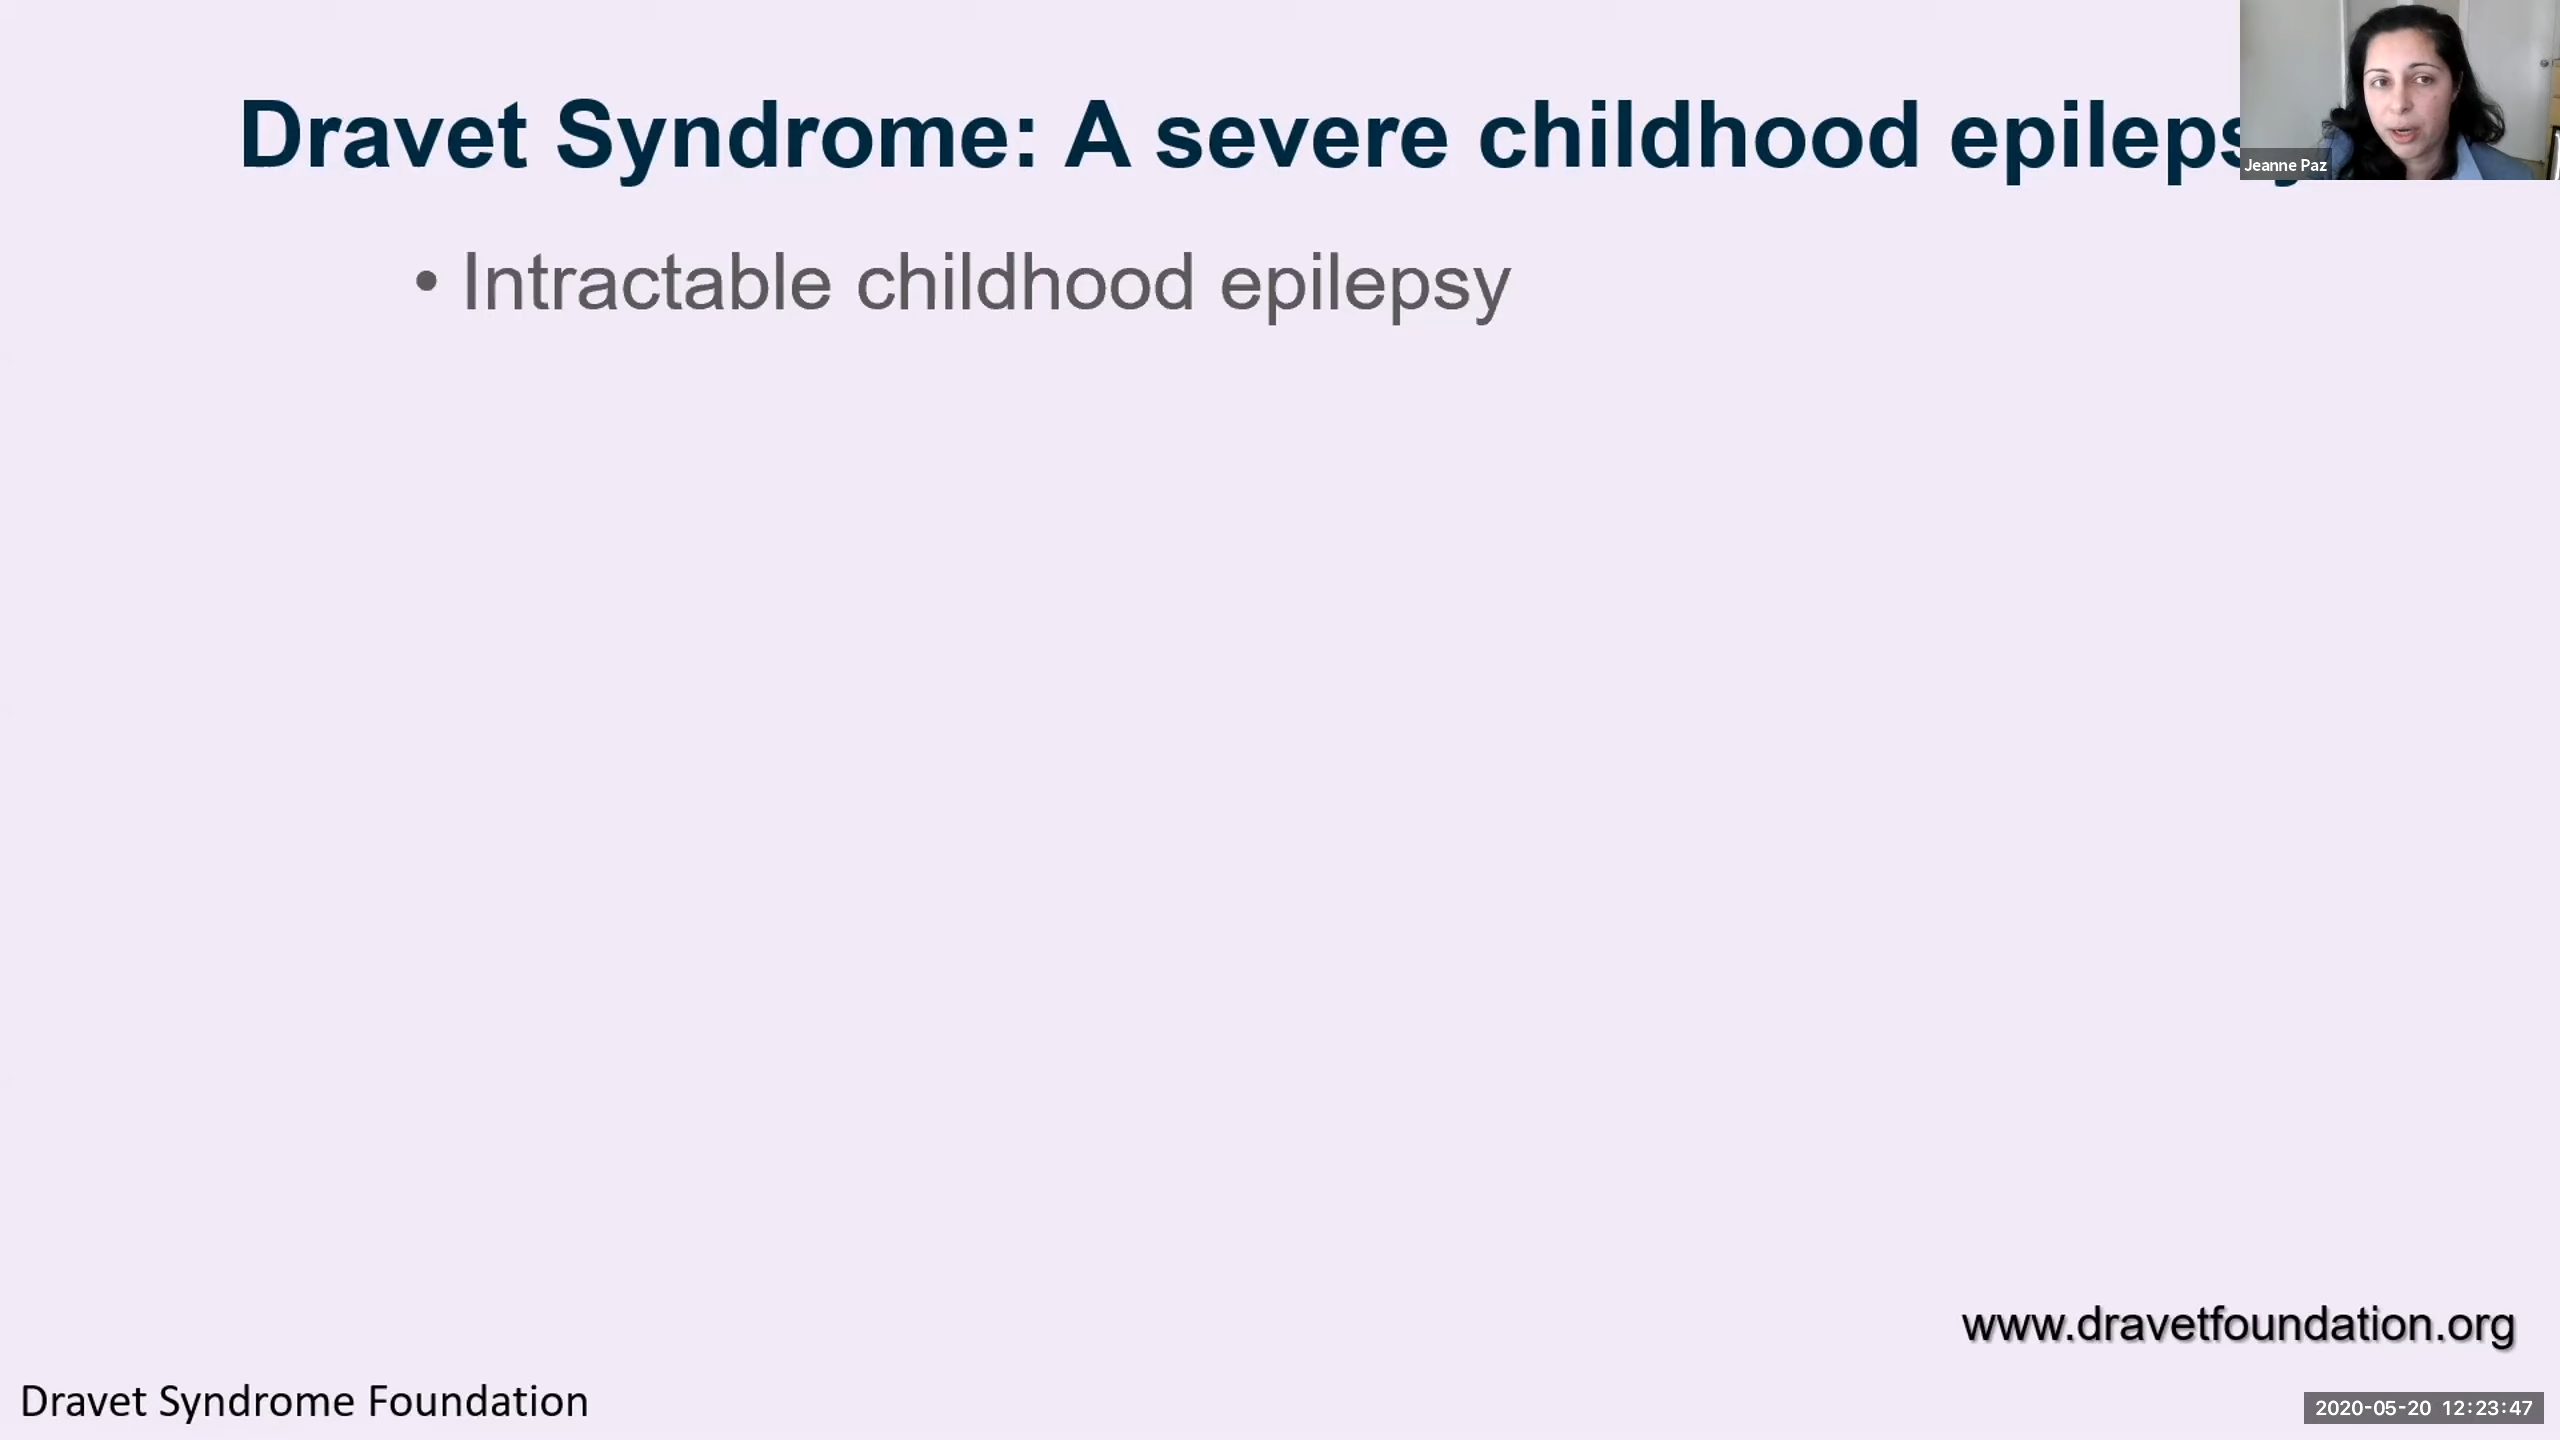 Dravet Syndrome: A severe childhood epileps
Jeanne Paz
• Intractable childhood epilepsy
www.dravetfoundation.org
Dravet Syndrome Foundation
2020-05-20 12:23:47